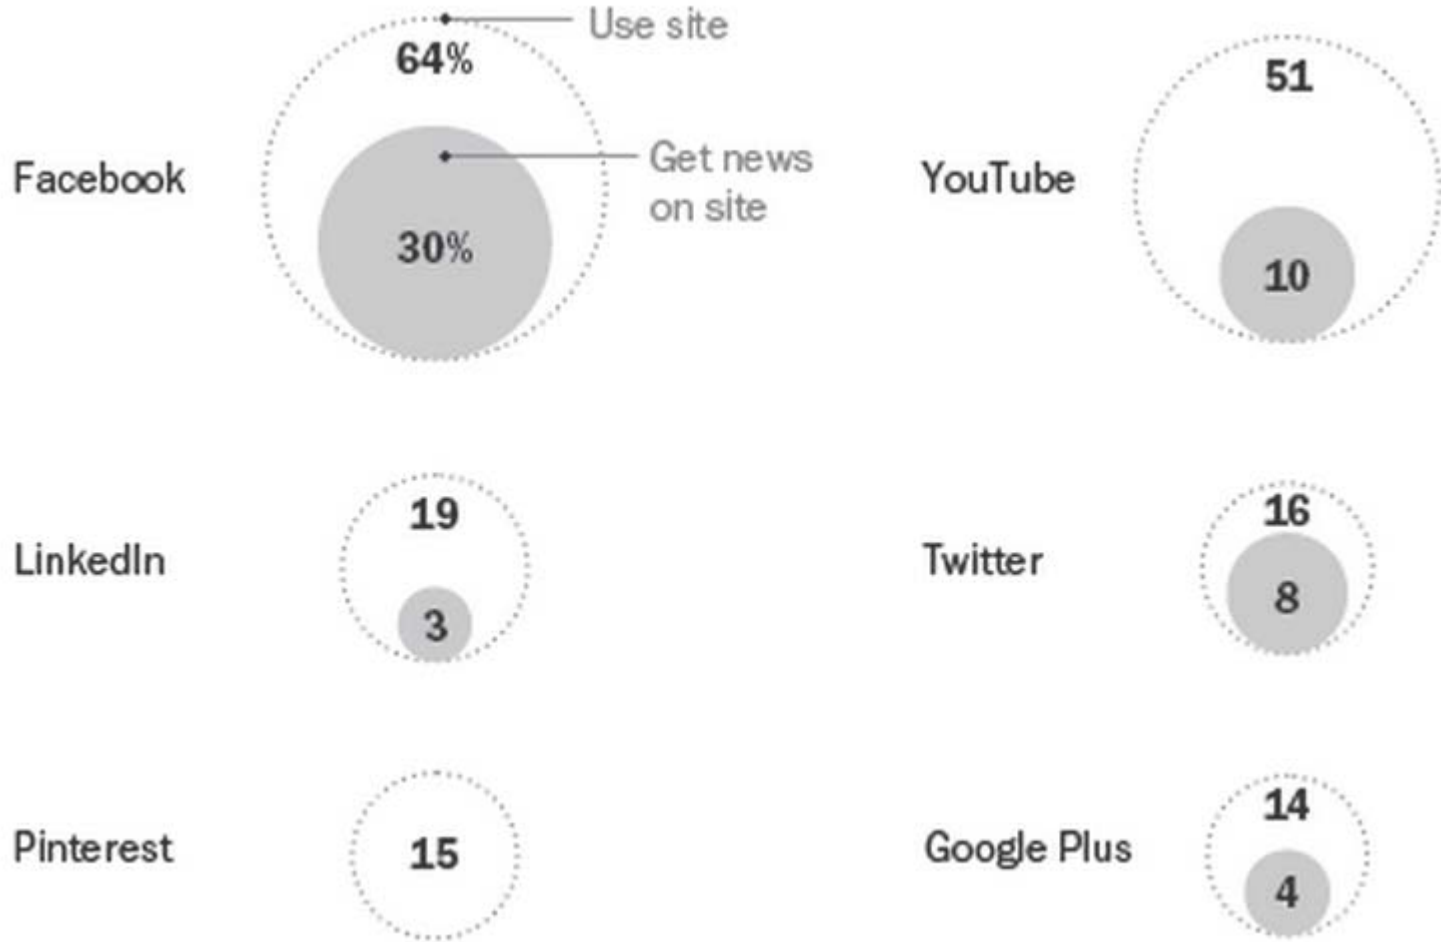 Use site
64%
Facebook
Get news
on site
30%
YouTube
51
10
LinkedIn
19
3
Twitter
16
8
Pinterest
15
Google Plus
14
4